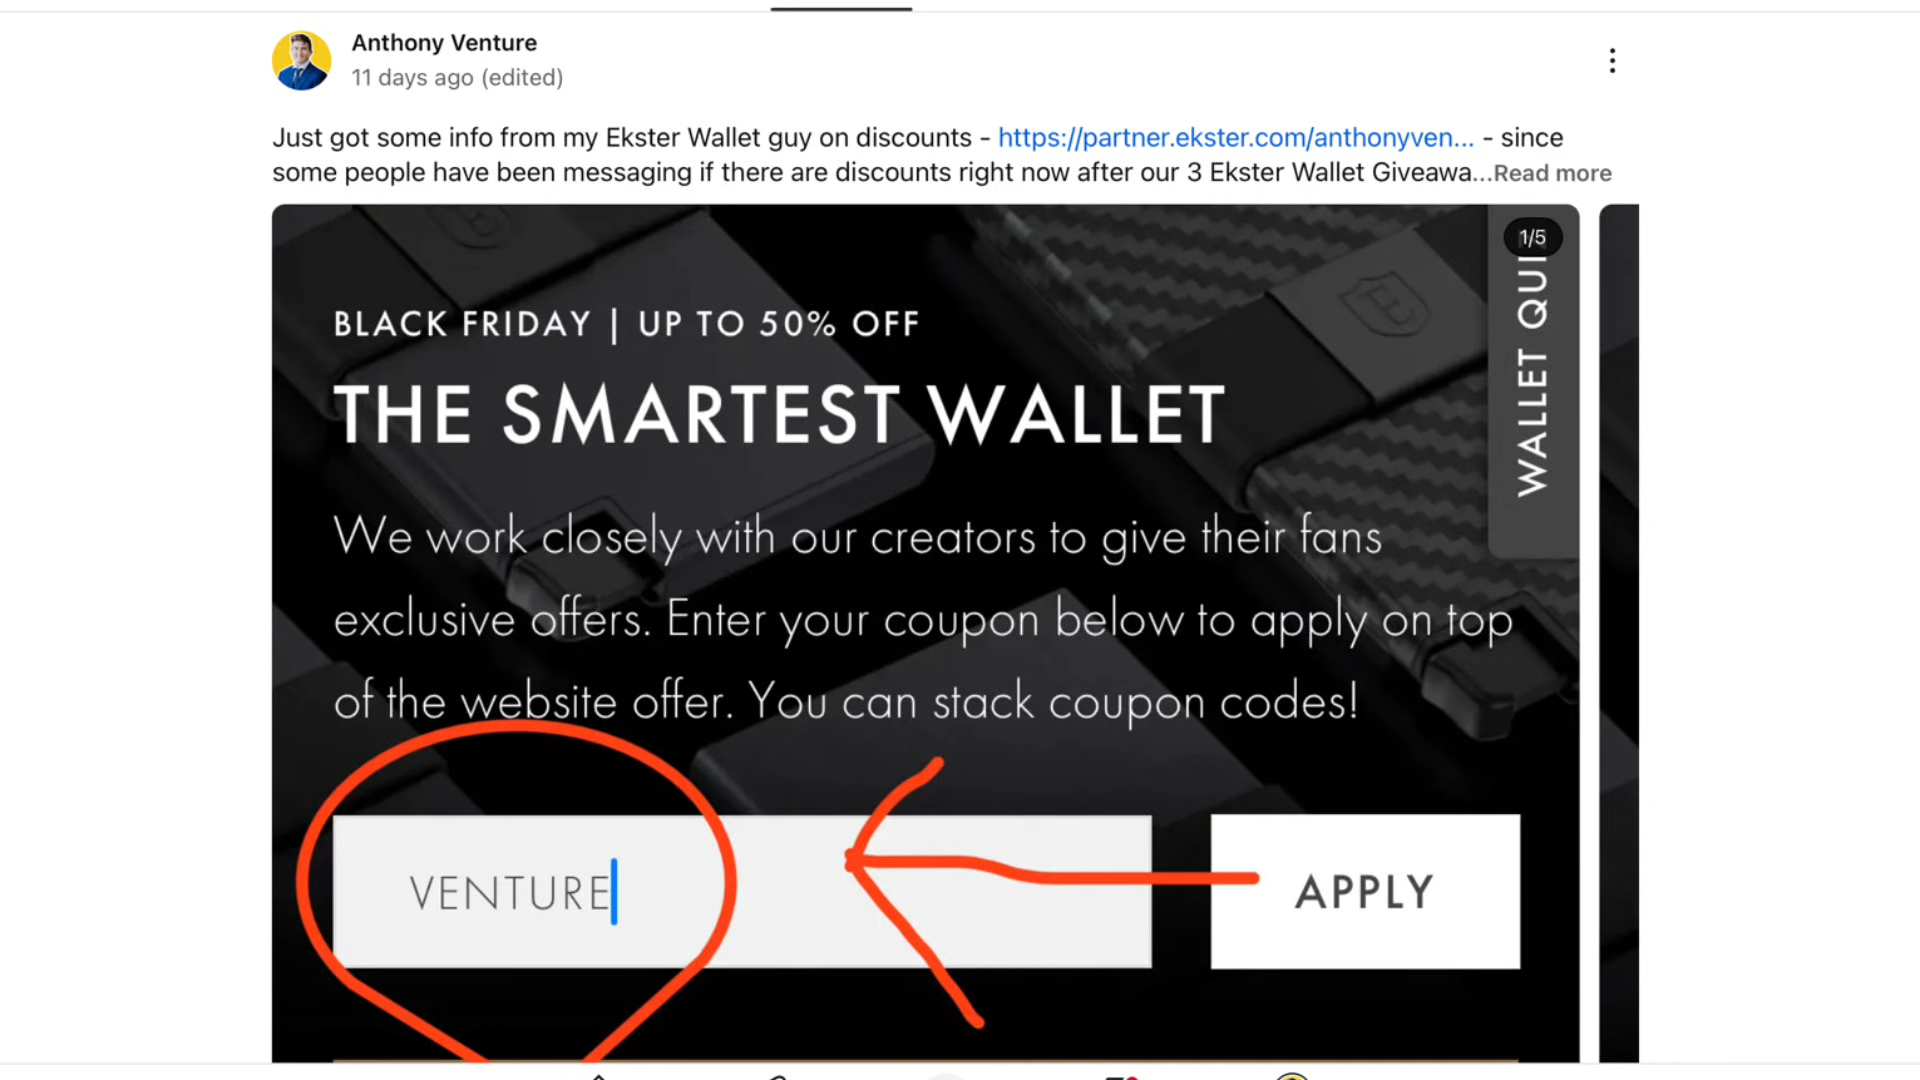 Anthony Venture
11 days ago (edited)
Just got some info from my Ekster Wallet guy on discounts - https://partner.ekster.com/anthonyven... - since
some people have been messaging if there are discounts right now after our 3 Ekster Wallet Giveawa...Read more
1/5
WALLET QUI
BLACK FRIDAY | UP TO 50% OFF
THE SMARTEST WALLET
We work closely with our creators to give their fans
exclusive offers. Enter your coupon below to apply on top
of the website offer. You can stack coupon codes!
VENTURE
APPLY